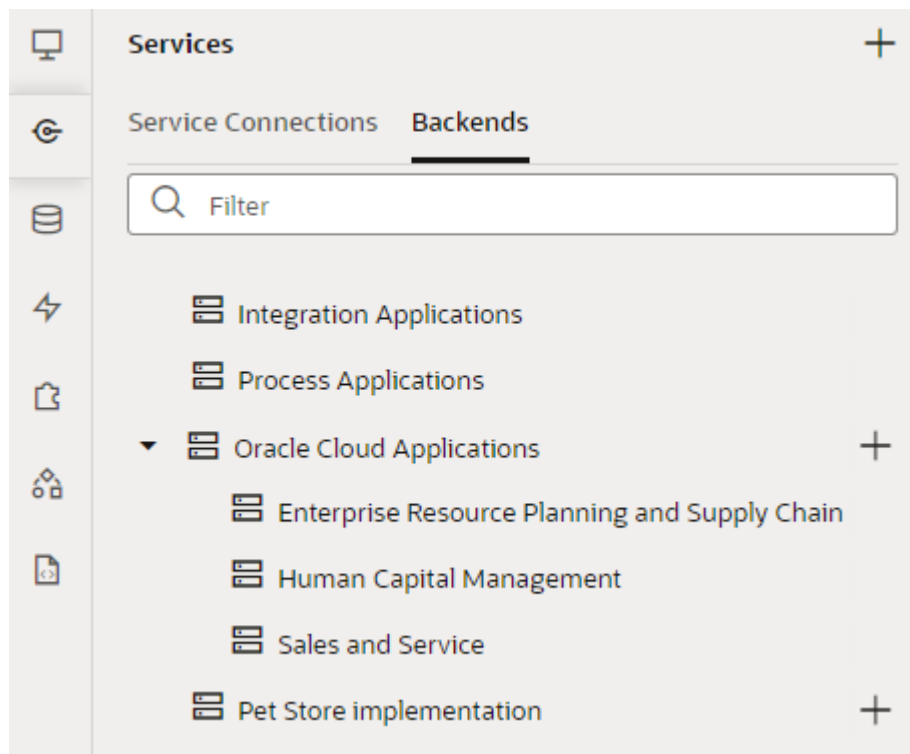 Services
Service Connections Backends
Filter
Integration Applications
Process Applications
Oracle Cloud Applications
Enterprise Resource Planning and Supply Chain
Human Capital Management
Sales and Service
Pet Store implementation